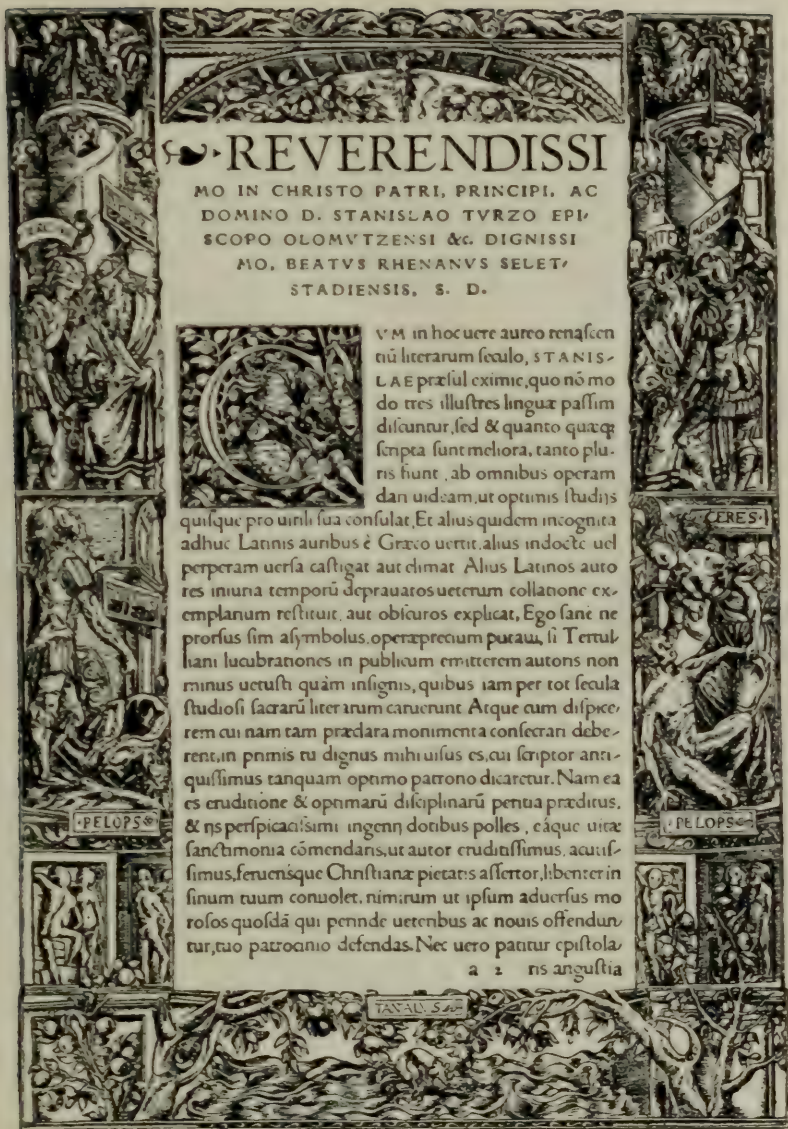 REVERENDISSI
MO IN CHRISTO PATRI, PRINCIPI, AC
DOMINO D. STANISLAO TVRZO EPI-
SCOPO OLOMVTZENSI &c. DIGNISSI
MO, BEATVS RHENANVS SELET-
STADIENSIS, S. D.
CVM in hoc uere aureo renaſcen
tiū literarum ſeculo, STANIS-
LAE præſul eximie, quo nō mo
do tres illuſtres linguæ paſſim
diſcuntur, ſed & quanto quæqꝫ
ſcripta ſunt meliora, tanto plu-
ris fiunt, ab omnibus operam
dari uideam, ut optimis ſtudijs
quiſque pro uirili ſua conſulat, Et alius quidem incognita
adhuc Latinis auribus è Græco uertit, alius indocte uel
perperam uerſa caſtigat aut elimat Alius Latinos auto
res iniuria temporū deprauatos ueterum collatione ex-
emplarium reſtituit, aut obſcuros explicat, Ego ſane ne
prorſus ſim aſymbolus, operæprecium putaui, ſi Tertul
liani lucubrationes in publicum emitterem autoris non
minus uetuſti quàm inſignis, quibus iam per tot ſecula
ſtudioſi ſacrarū literarum caruerunt Atque cum diſpice-
rem cui nam tam præclara monimenta conſecrari debe-
rent, in primis tu dignus mihi uiſus es, cui ſcriptor anti-
quiſſimus tanquam optimo patrono dicaretur. Nam ea
es eruditione & optimarū diſciplinarū peritia præditus,
& ijs perſpicaciſſimi ingenij dotibus polles, eáque uitæ
ſanctimonia cōmendaris, ut autor eruditiſſimus, acutiſ-
ſimus, feruenſque Chriſtianæ pietatis aſſertor, libenter in
ſinum tuum conuolet, nimirum ut ipſum aduerſus mo
roſos quoſdā qui perinde ueteribus ac nouis offendun-
tur, tuo patrocinio defendas. Nec uero patitur epiſtola-
a 2 ris anguſtia
CERES
PELOPS
PELOPS
TANALVS